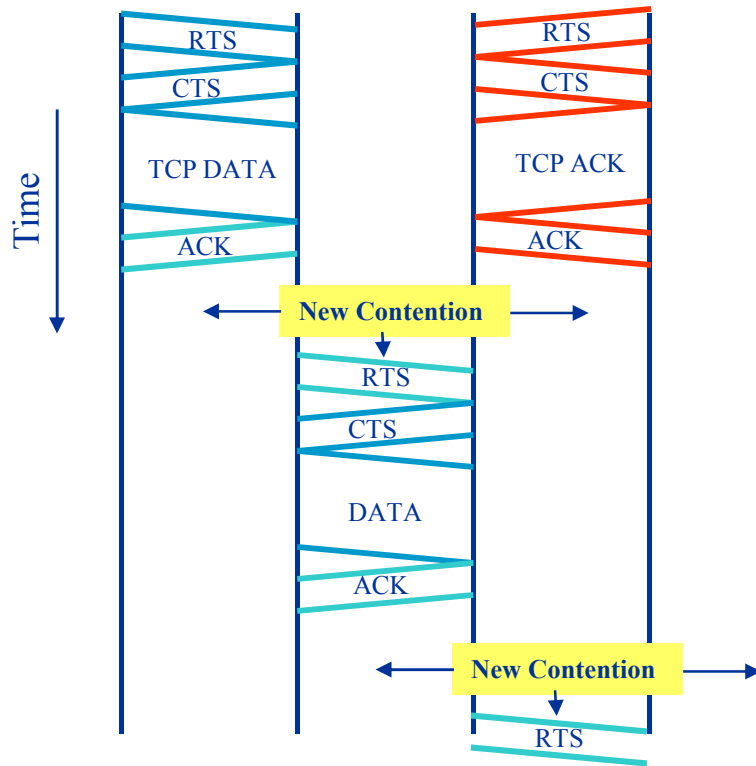 RTS
RTS
CTS
CTS
TCP DATA
TCP ACK
Time
ACK
ACK
New Contention
RTS
CTS
DATA
ACK
New Contention
RTS